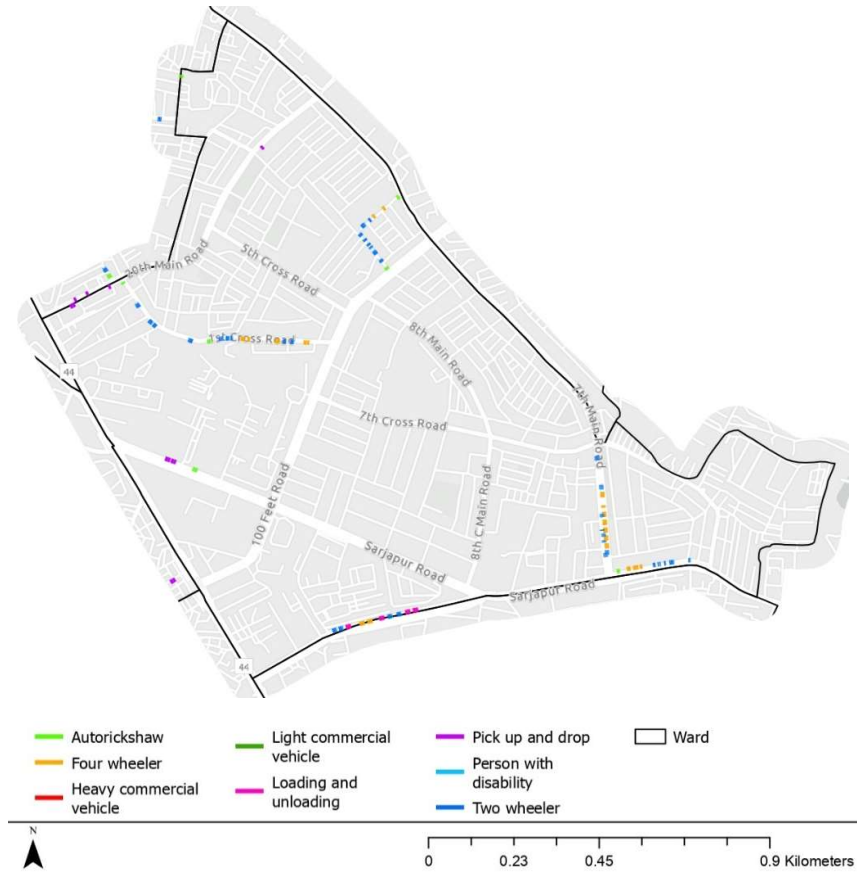 20th Main Road
5th Cross Road
1st Cross Road
8th Main Road
44
7th Main Road
7th Cross Road
100 Feet Road
8th C Main Road
Sarjapur Road
Sarjapur Road
44
Autorickshaw
Four wheeler
Heavy commercial
vehicle
Light commercial
vehicle
Loading and
unloading
Pick up and drop
Person with
disability
Two wheeler
Ward
N
0 0.23 0.45 0.9 Kilometers